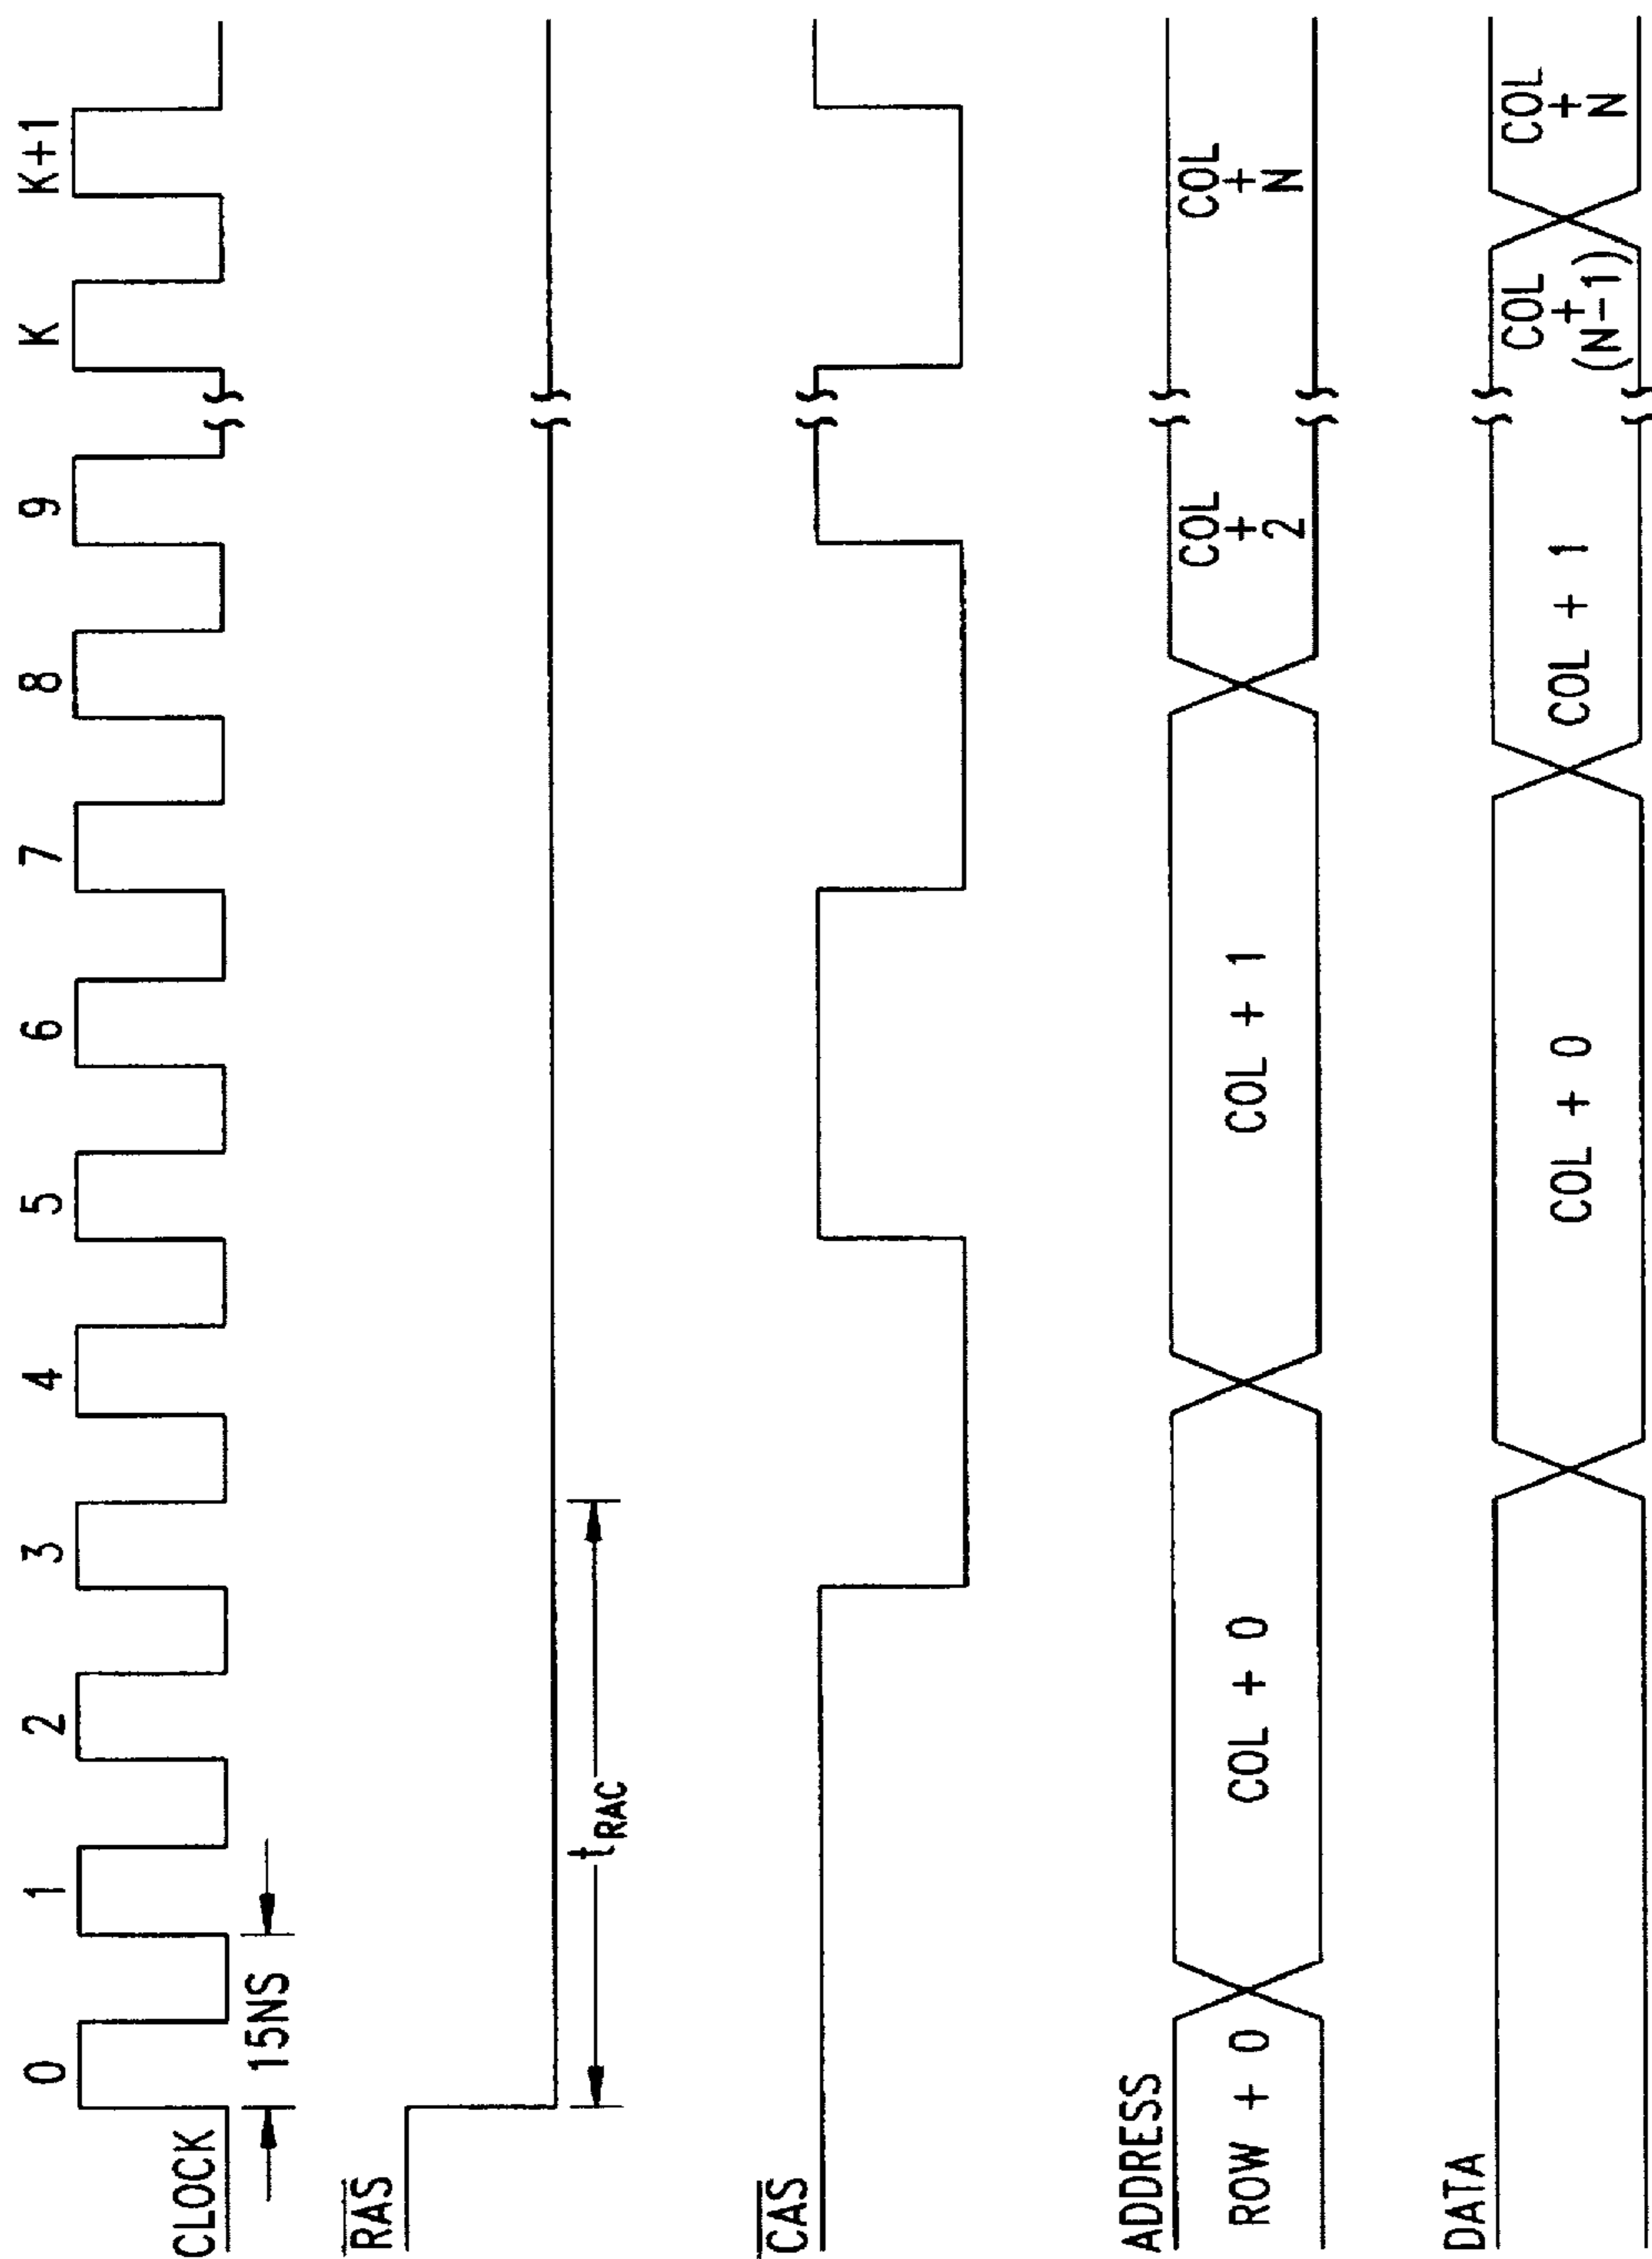 0 1 2 3 4 5 6 7 8 9 K K+1
CLOCK
15NS
RAS
tRAC
CAS
ADDRESS
ROW + 0
COL + 0
COL + 1
COL
+
2
COL
+
N
DATA
COL + 0
COL + 1
COL
+
(N-1)
COL
+
N